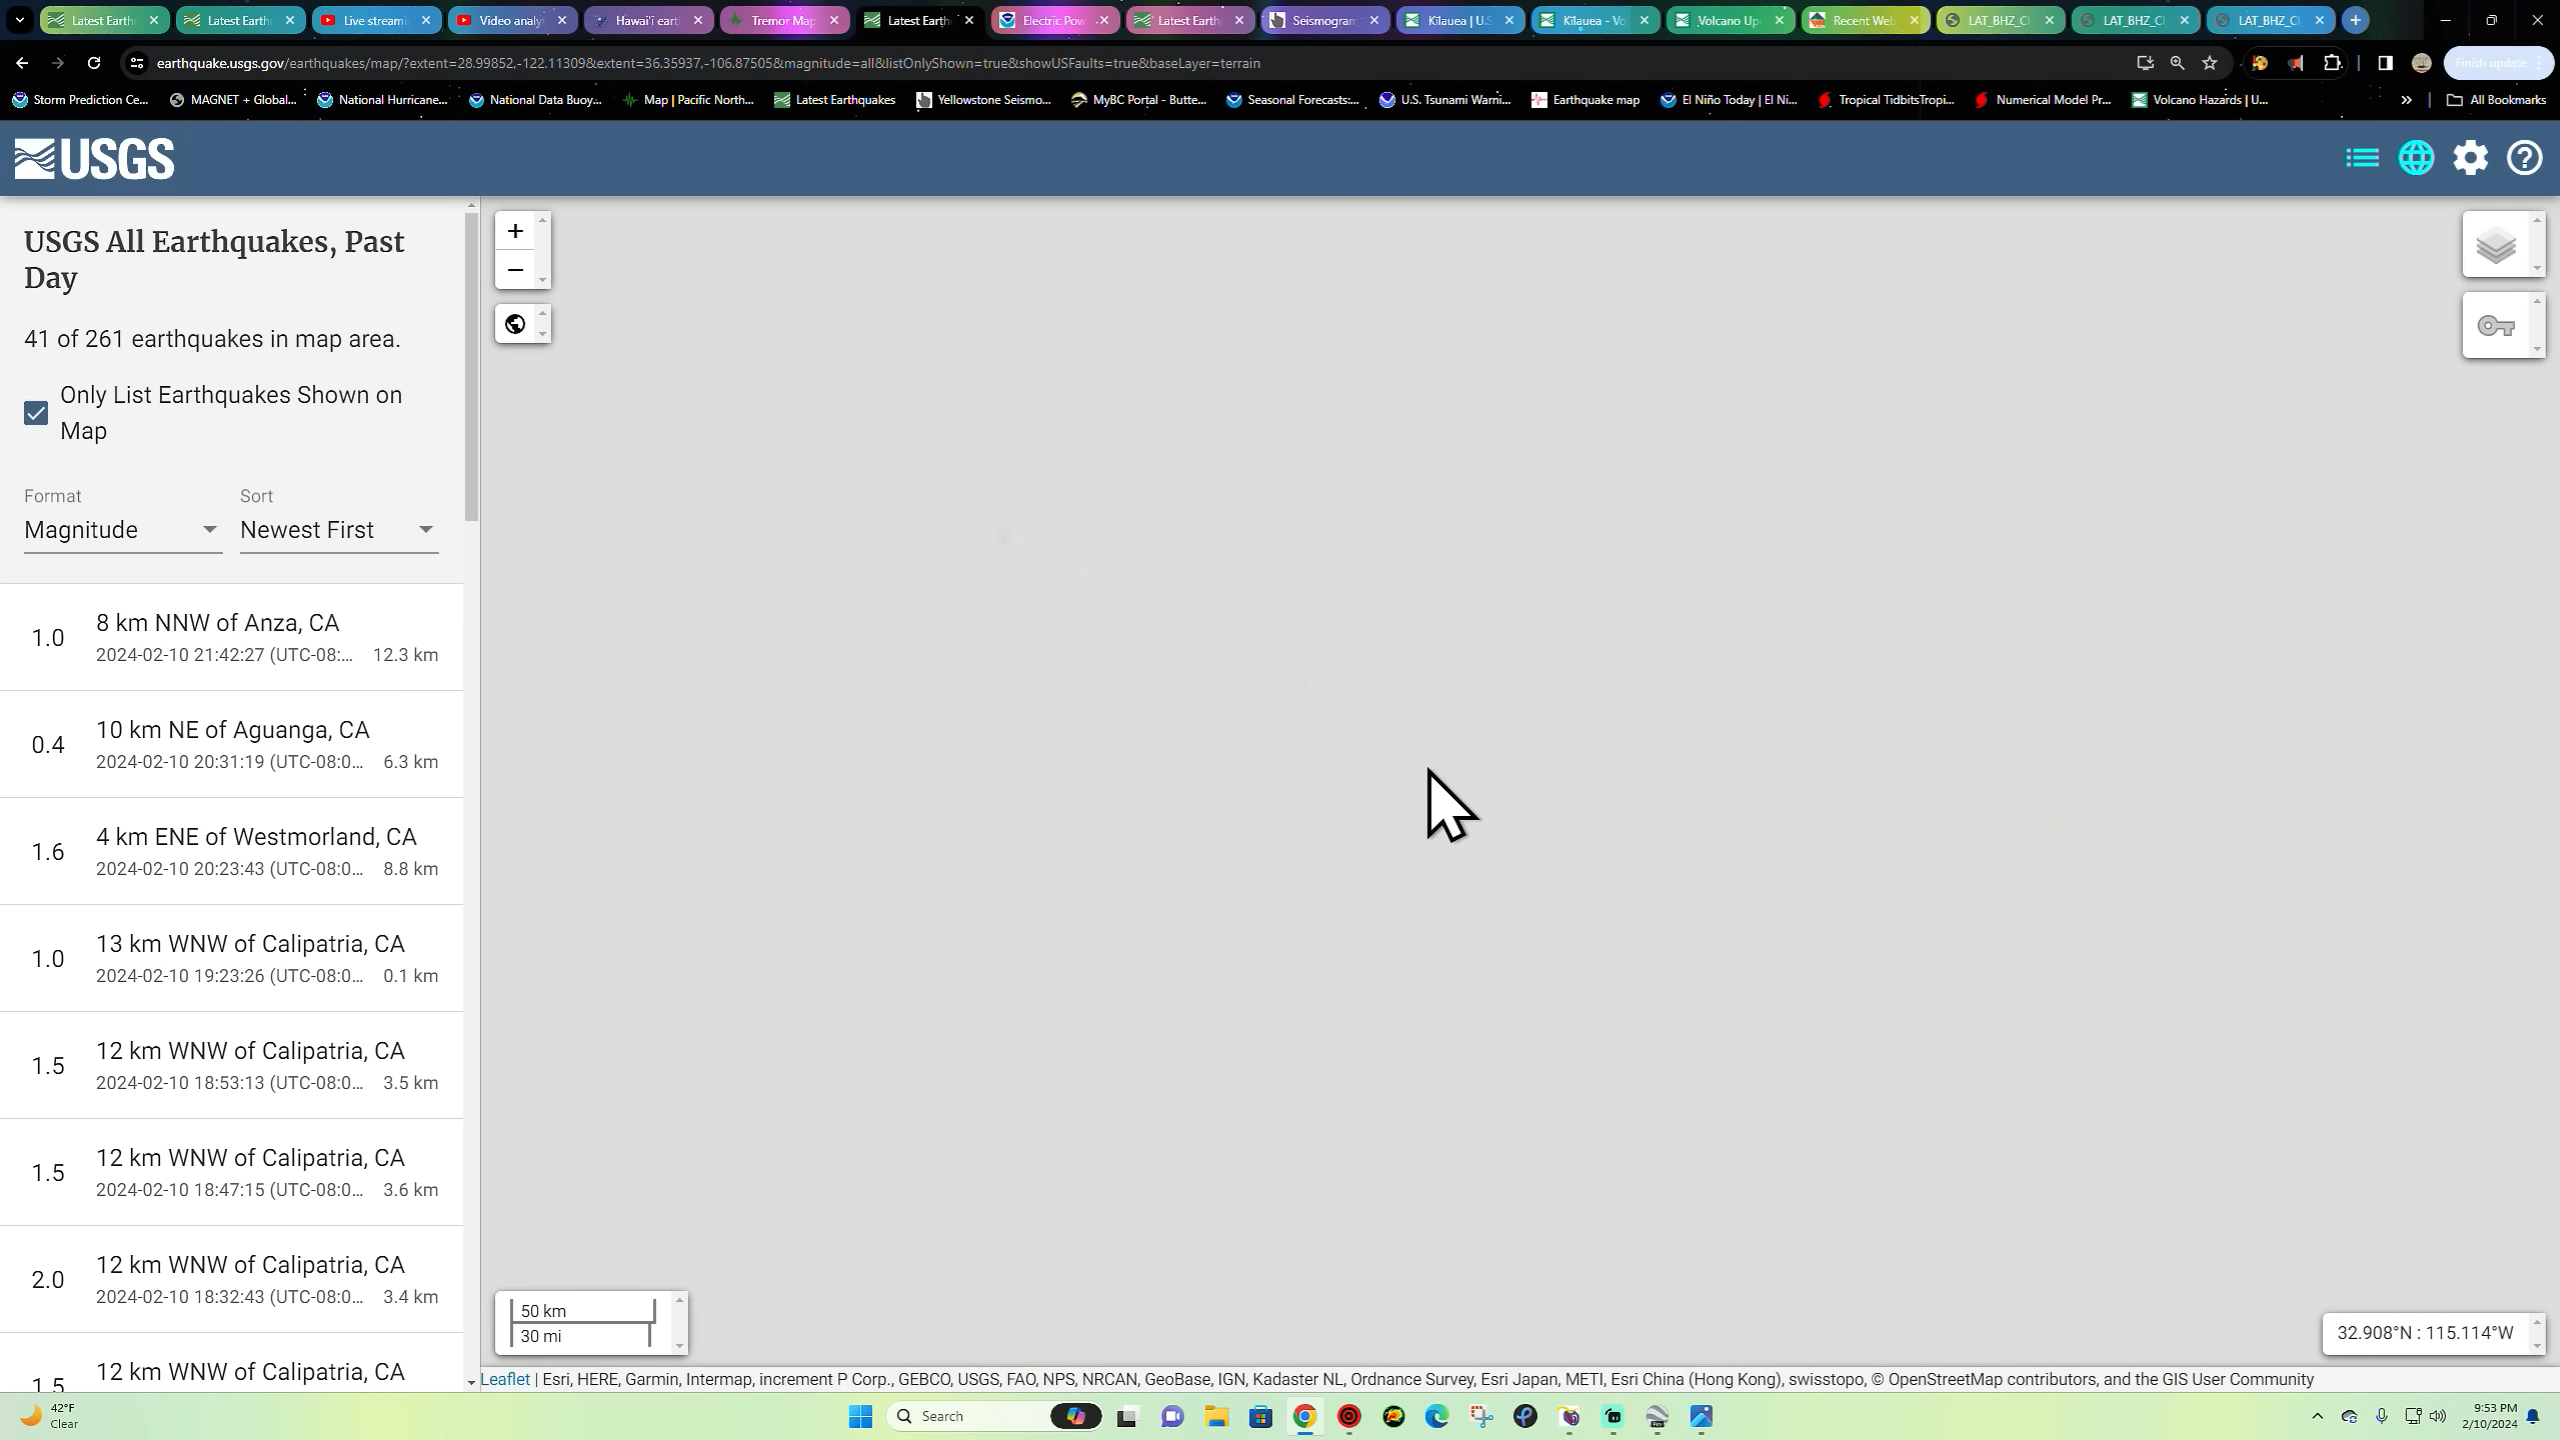 Latest Earth
Latest Earth
Live streami
Video analyt
Hawai'i eart
Tremor Map
Latest Earth
Electric Pow
Latest Earth
Seismogram
Kīlauea | U.S
Kīlauea - Vo
Volcano Up
Recent Web
LAT_BHZ_CI
LAT_BHZ_CI
LAT_BHZ_CI
earthquake.usgs.gov/earthquakes/map/?extent=28.99852,-122.11309&extent=36.35937,-106.87505&magnitude=all&listOnlyShown=true&showUSFaults=true&baseLayer=terrain
Finish update
Storm Prediction Ce...
MAGNET + Global...
National Hurricane...
National Data Buoy...
Map | Pacific North...
Latest Earthquakes
Yellowstone Seismo...
MyBC Portal - Butte...
Seasonal Forecasts:...
U.S. Tsunami Warni...
Earthquake map
El Niño Today | El Ni...
Tropical TidbitsTropi...
Numerical Model Pr...
Volcano Hazards | U...
»
All Bookmarks
USGS
USGS All Earthquakes, Past
Day
41 of 261 earthquakes in map area.
Only List Earthquakes Shown on
Map
Format
Sort
Magnitude
Newest First
1.0
8 km NNW of Anza, CA
2024-02-10 21:42:27 (UTC-08:...
12.3 km
0.4
10 km NE of Aguanga, CA
2024-02-10 20:31:19 (UTC-08:0...
6.3 km
1.6
4 km ENE of Westmorland, CA
2024-02-10 20:23:43 (UTC-08:0...
8.8 km
1.0
13 km WNW of Calipatria, CA
2024-02-10 19:23:26 (UTC-08:0...
0.1 km
1.5
12 km WNW of Calipatria, CA
2024-02-10 18:53:13 (UTC-08:0...
3.5 km
1.5
12 km WNW of Calipatria, CA
2024-02-10 18:47:15 (UTC-08:0...
3.6 km
2.0
12 km WNW of Calipatria, CA
2024-02-10 18:32:43 (UTC-08:0...
3.4 km
1.5
12 km WNW of Calipatria, CA
+
−
50 km
30 mi
32.908°N : 115.114°W
Leaflet | Esri, HERE, Garmin, Intermap, increment P Corp., GEBCO, USGS, FAO, NPS, NRCAN, GeoBase, IGN, Kadaster NL, Ordnance Survey, Esri Japan, METI, Esri China (Hong Kong), swisstopo, © OpenStreetMap contributors, and the GIS User Community
42°F
Clear
Search
9:53 PM
2/10/2024